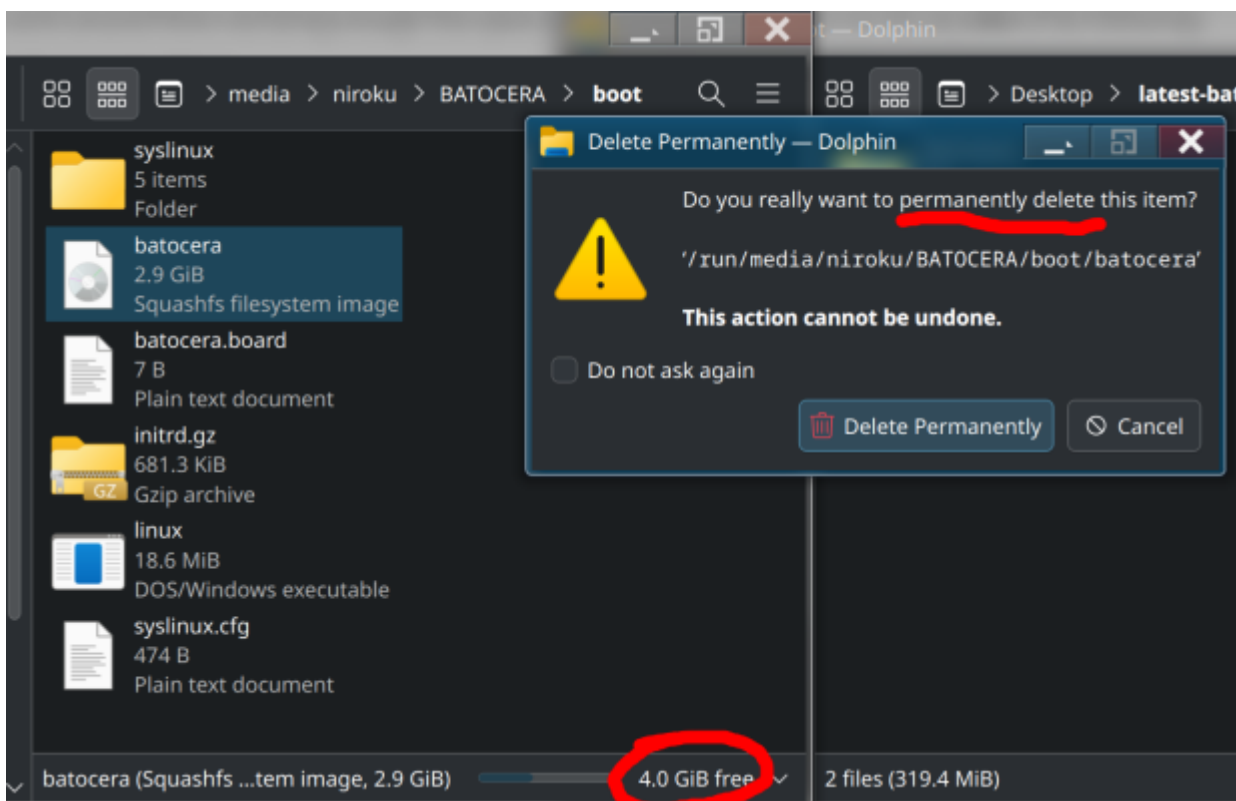 t — Dolphin
> media > niroku > BATOCERA > boot
> Desktop > latest-bat
syslinux
5 items
Folder
batocera
2.9 GiB
Squashfs filesystem image
batocera.board
7 B
Plain text document
initrd.gz
681.3 KiB
GZ
Gzip archive
linux
18.6 MiB
DOS/Windows executable
syslinux.cfg
474 B
Plain text document
batocera (Squashfs ...tem image, 2.9 GiB)
4.0 GiB free
Delete Permanently — Dolphin
Do you really want to permanently delete this item?
'/run/media/niroku/BATOCERA/boot/batocera'
This action cannot be undone.
Do not ask again
Delete Permanently
Cancel
2 files (319.4 MiB)